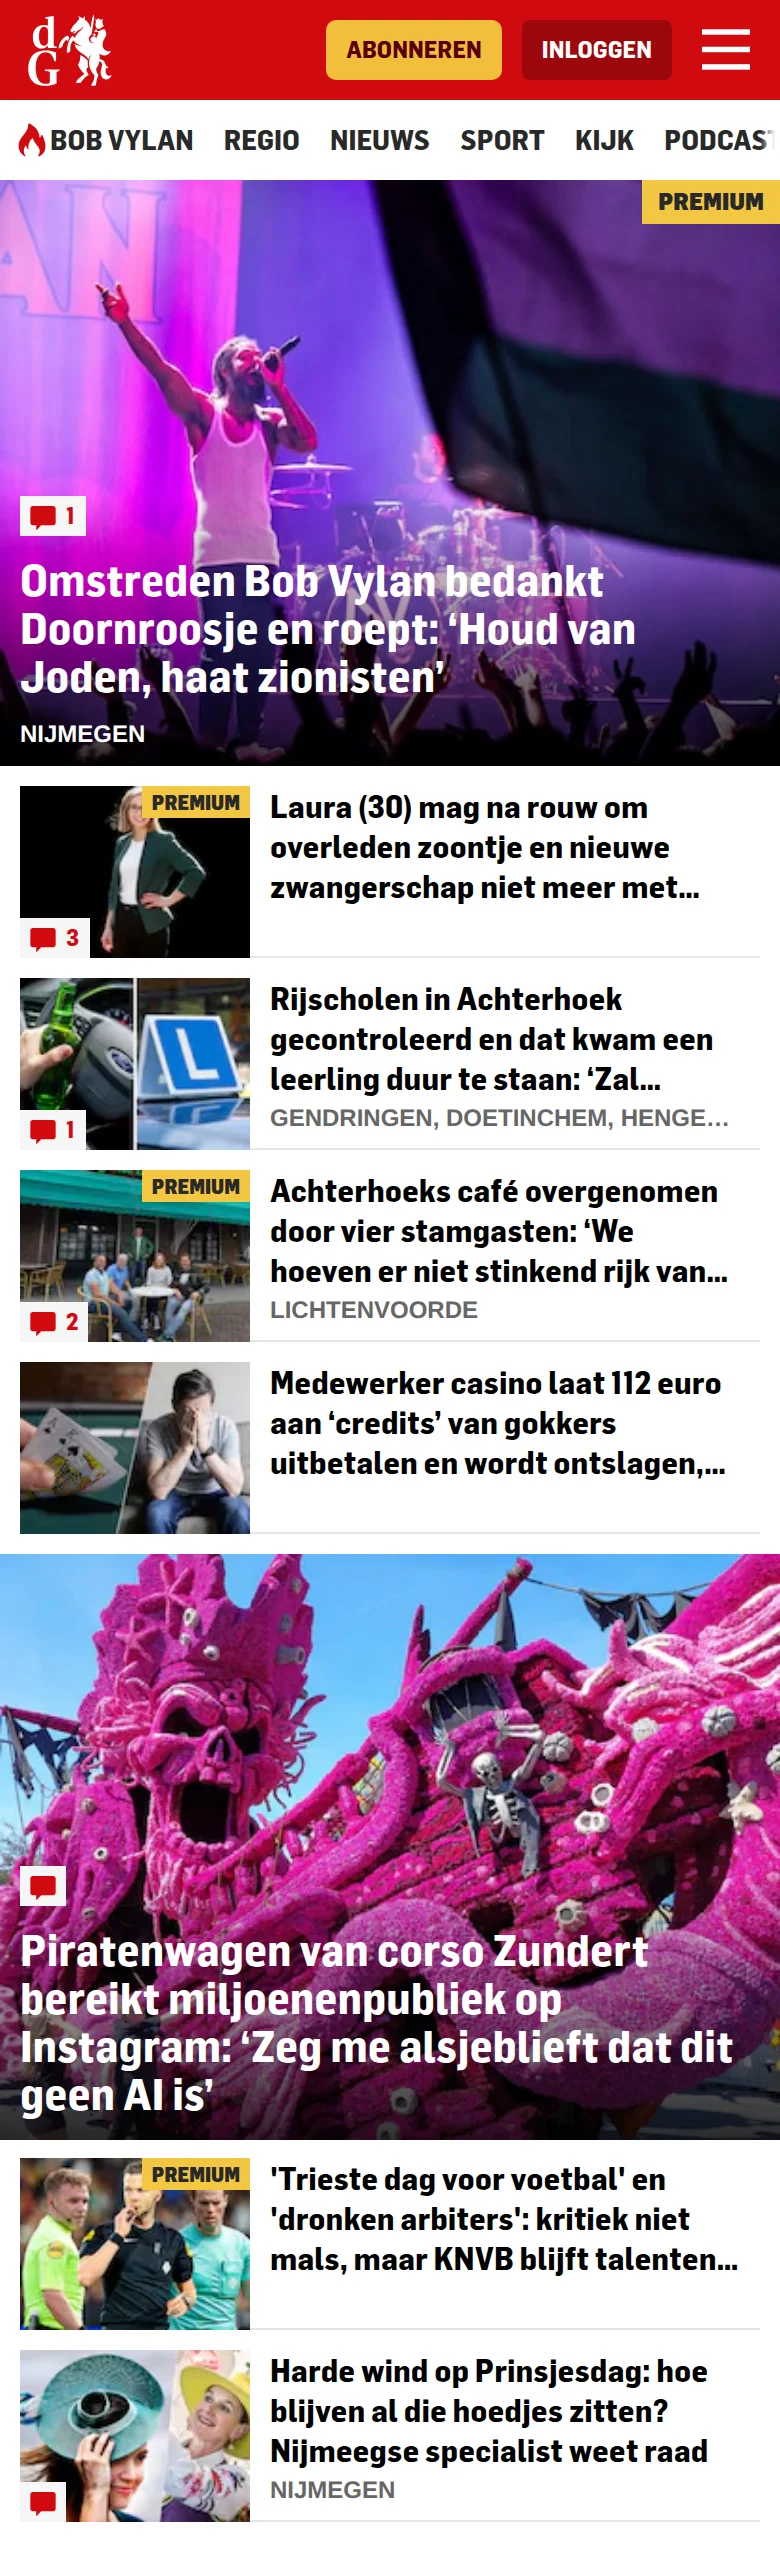 dG
ABONNEREN
INLOGGEN
BOB VYLAN REGIO NIEUWS SPORT KIJK PODCAST
AN
PREMIUM
1
Omstreden Bob Vylan bedankt
Doornroosje en roept: ‘Houd van
Joden, haat zionisten’
NIJMEGEN
PREMIUM
3
Laura (30) mag na rouw om
overleden zoontje en nieuwe
zwangerschap niet meer met...
L
1
Rijscholen in Achterhoek
gecontroleerd en dat kwam een
leerling duur te staan: ‘Zal...
GENDRINGEN, DOETINCHEM, HENGE...
PREMIUM
2
Achterhoeks café overgenomen
door vier stamgasten: ‘We
hoeven er niet stinkend rijk van...
LICHTENVOORDE
Medewerker casino laat 112 euro
aan ‘credits’ van gokkers
uitbetalen en wordt ontslagen,...
Piratenwagen van corso Zundert
bereikt miljoenenpubliek op
Instagram: ‘Zeg me alsjeblieft dat dit
geen AI is’
PREMIUM
'Trieste dag voor voetbal' en
'dronken arbiters': kritiek niet
mals, maar KNVB blijft talenten...
Harde wind op Prinsjesdag: hoe
blijven al die hoedjes zitten?
Nijmeegse specialist weet raad
NIJMEGEN